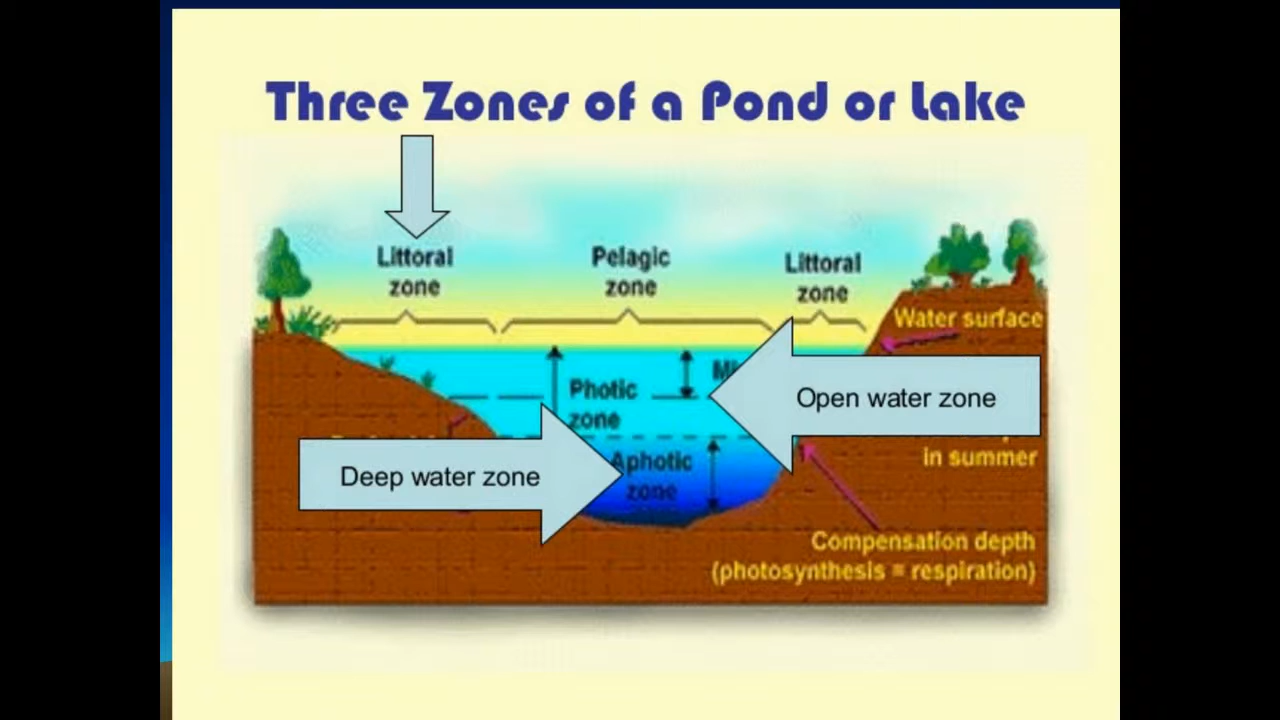 Three Zones of a Pond or Lake
Littoral
zone
Pelagic
zone
Littoral
zone
Water surface
Photic
zone
Open water zone
Deep water zone
Aphotic
zone
in summer
Compensation depth
(photosynthesis = respiration)